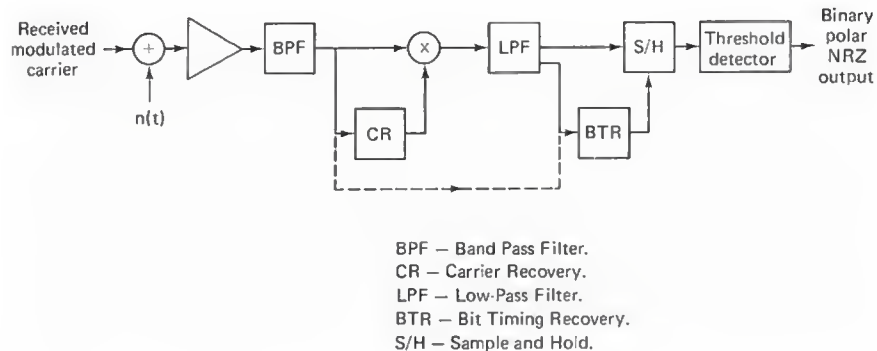 Received
modulated
carrier
+
n(t)
BPF
x
CR
LPF
BTR
S/H
Threshold
detector
Binary
polar
NRZ
output
BPF — Band Pass Filter.
CR — Carrier Recovery.
LPF — Low-Pass Filter.
BTR — Bit Timing Recovery.
S/H — Sample and Hold.